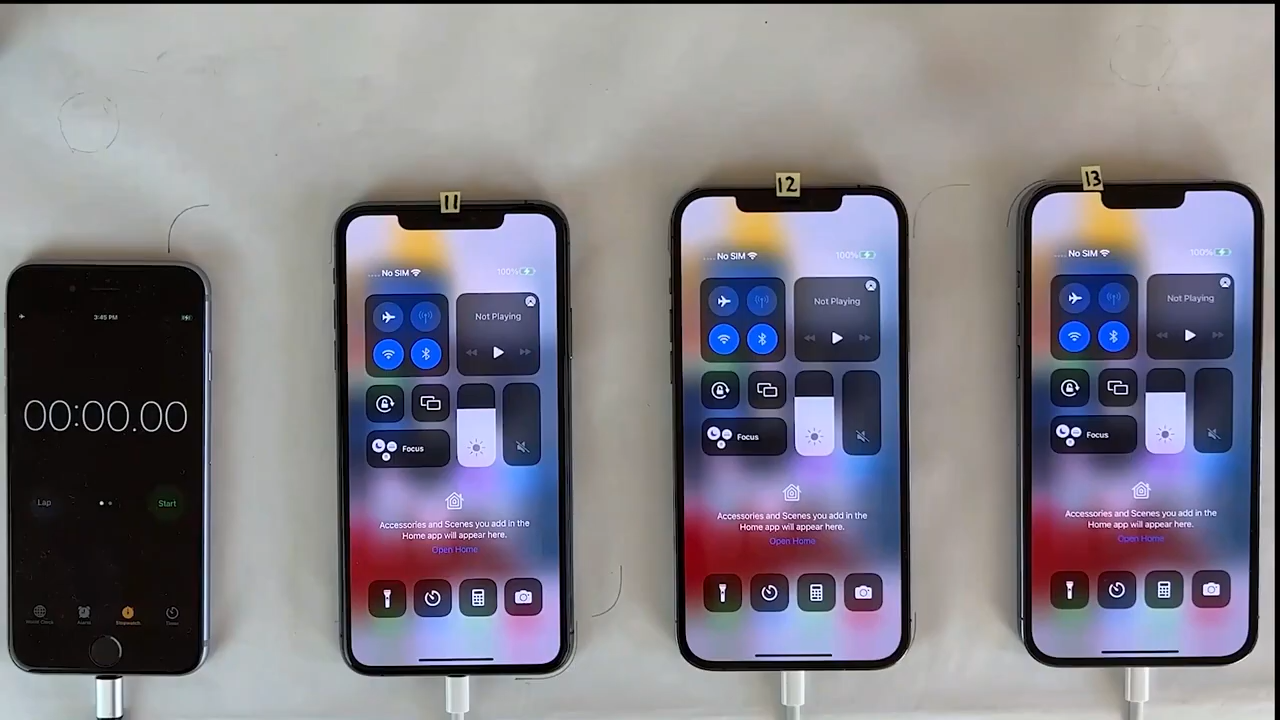 3:45 PM
00:00.00
Lap
Start
World Clock
Alarm
Stopwatch
Timer
11
No SIM
100%
Not Playing
Focus
Accessories and Scenes you add in the
Home app will appear here.
Open Home
12
No SIM
100%
Not Playing
Focus
Accessories and Scenes you add in the
Home app will appear here.
Open Home
13
No SIM
100%
Not Playing
Focus
Accessories and Scenes you add in the
Home app will appear here.
Open Home